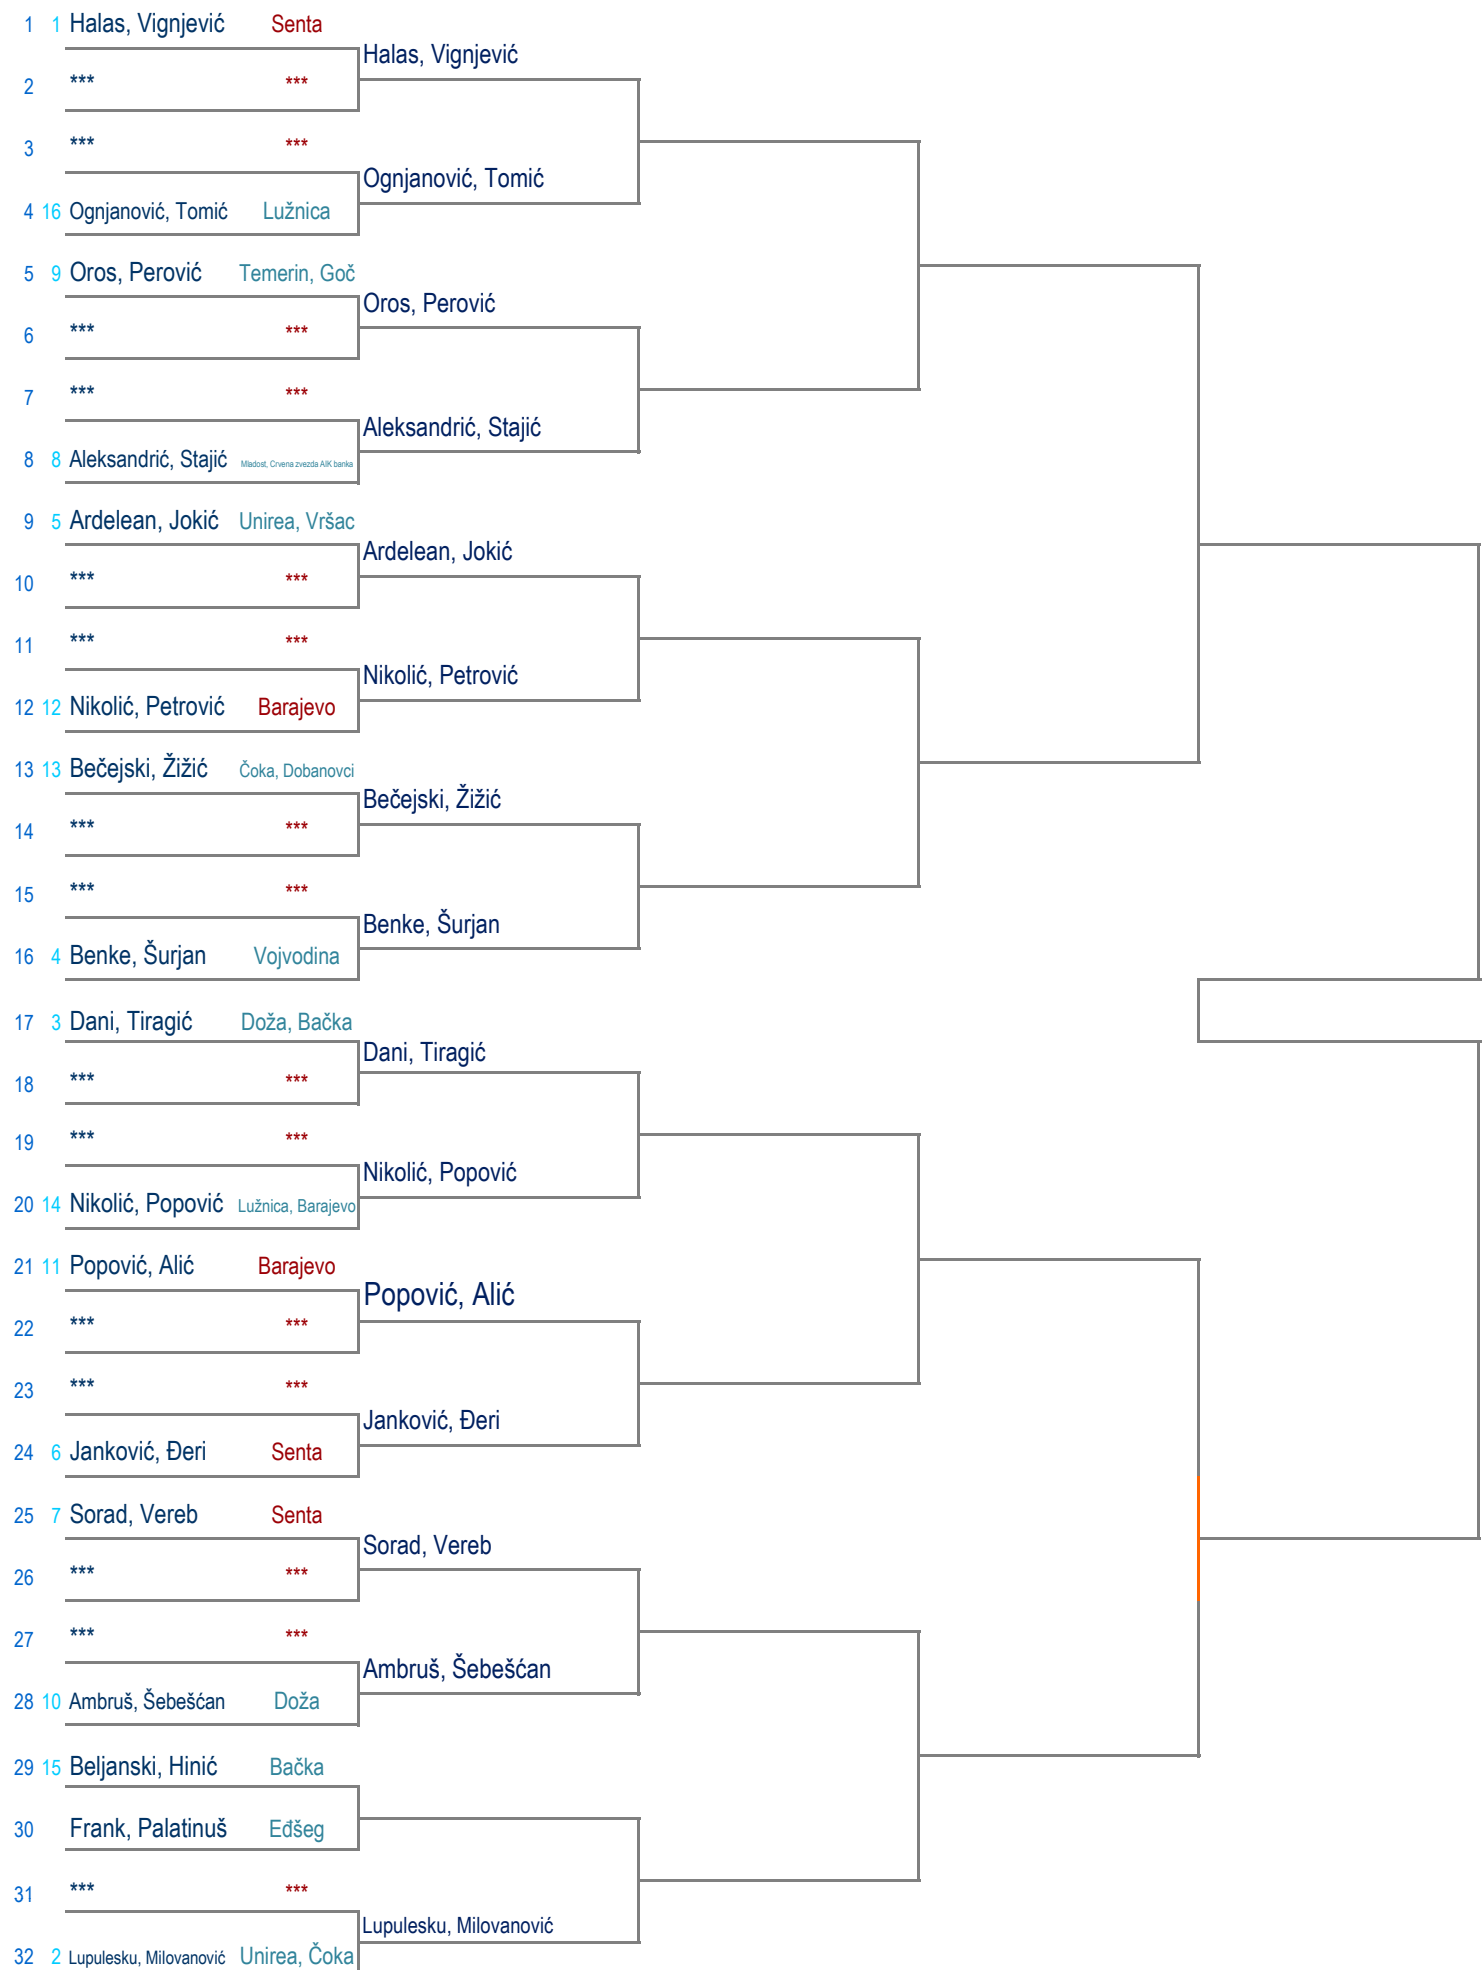 1 1 Halas, Vignjević Senta
Halas, Vignjević
2 *** ***
3 *** ***
Ognjanović, Tomić
4 16 Ognjanović, Tomić Lužnica
5 9 Oros, Perović Temerin, Goč
Oros, Perović
6 *** ***
7 *** ***
Aleksandrić, Stajić
8 8 Aleksandrić, Stajić Mladost, Crvena zvezda AIK banka
9 5 Ardelean, Jokić Unirea, Vršac
Ardelean, Jokić
10 *** ***
11 *** ***
Nikolić, Petrović
12 12 Nikolić, Petrović Barajevo
13 13 Bečejski, Žižić Čoka, Dobanovci
Bečejski, Žižić
14 *** ***
15 *** ***
Benke, Šurjan
16 4 Benke, Šurjan Vojvodina
17 3 Dani, Tiragić Doža, Bačka
Dani, Tiragić
18 *** ***
19 *** ***
Nikolić, Popović
20 14 Nikolić, Popović Lužnica, Barajevo
21 11 Popović, Alić Barajevo
Popović, Alić
22 *** ***
23 *** ***
Janković, Đeri
24 6 Janković, Đeri Senta
25 7 Sorad, Vereb Senta
Sorad, Vereb
26 *** ***
27 *** ***
Ambruš, Šebešćan
28 10 Ambruš, Šebešćan Doža
29 15 Beljanski, Hinić Bačka
30 Frank, Palatinuš Eđšeg
31 *** ***
Lupulesku, Milovanović
32 2 Lupulesku, Milovanović Unirea, Čoka